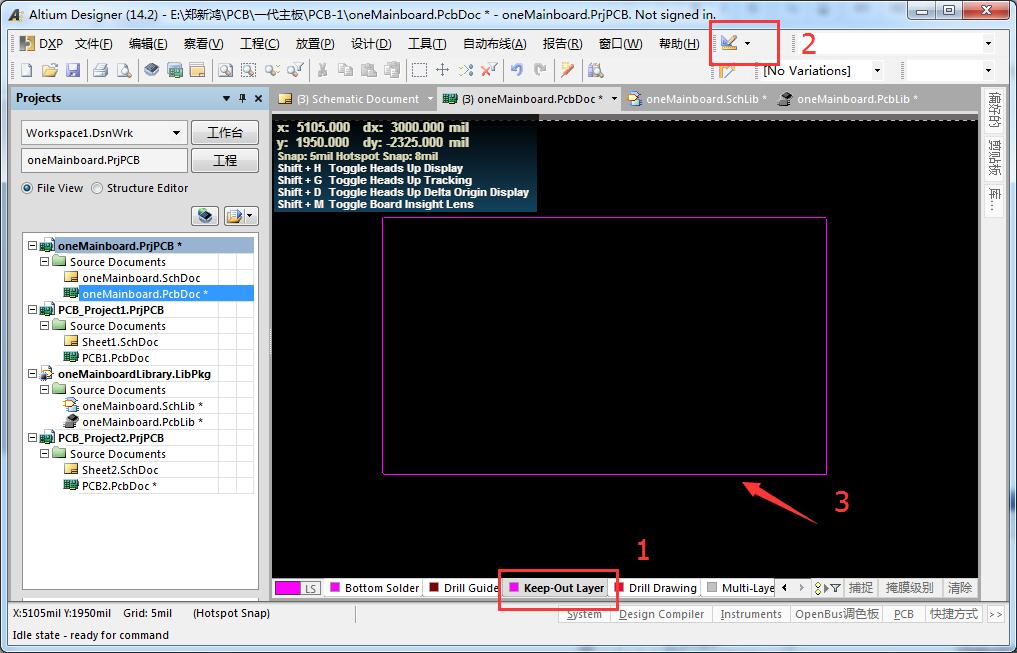 Altium Designer (14.2) - E:\郑新鸿\PCB\一代主板\PCB-1\oneMainboard.PcbDoc * - oneMainboard.PrjPCB. Not signed in.
DXP 文件(F) 编辑(E) 察看(V) 工程(C) 放置(P) 设计(D) 工具(T) 自动布线(A) 报告(R) 窗口(W) 帮助(H) 2
[No Variations]
Projects
(3) Schematic Document (3) oneMainboard.PcbDoc * oneMainboard.SchLib * oneMainboard.PcbLib *
Workspace1.DsnWrk 工作台
oneMainboard.PrjPCB 工程
File View Structure Editor
oneMainboard.PrjPCB *
Source Documents
oneMainboard.SchDoc
oneMainboard.PcbDoc *
PCB_Project1.PrjPCB
Source Documents
Sheet1.SchDoc
PCB1.PcbDoc
oneMainboardLibrary.LibPkg
Source Documents
oneMainboard.SchLib *
oneMainboard.PcbLib *
PCB_Project2.PrjPCB
Source Documents
Sheet2.SchDoc
PCB2.PcbDoc *
x: 5105.000 dx: 3000.000 mil
y: 1950.000 dy: -2325.000 mil
Snap: 5mil Hotspot Snap: 8mil
Shift + H Toggle Heads Up Display
Shift + G Toggle Heads Up Tracking
Shift + D Toggle Heads Up Delta Origin Display
Shift + M Toggle Board Insight Lens
偏好的
剪贴板
库...
3
1
LS Bottom Solder Drill Guide Keep-Out Layer Drill Drawing Multi-Laye 捕捉 掩膜级别 清除
X:5105mil Y:1950mil Grid: 5mil (Hotspot Snap)
System Design Compiler Instruments OpenBus调色板 PCB 快捷方式 >>
Idle state - ready for command